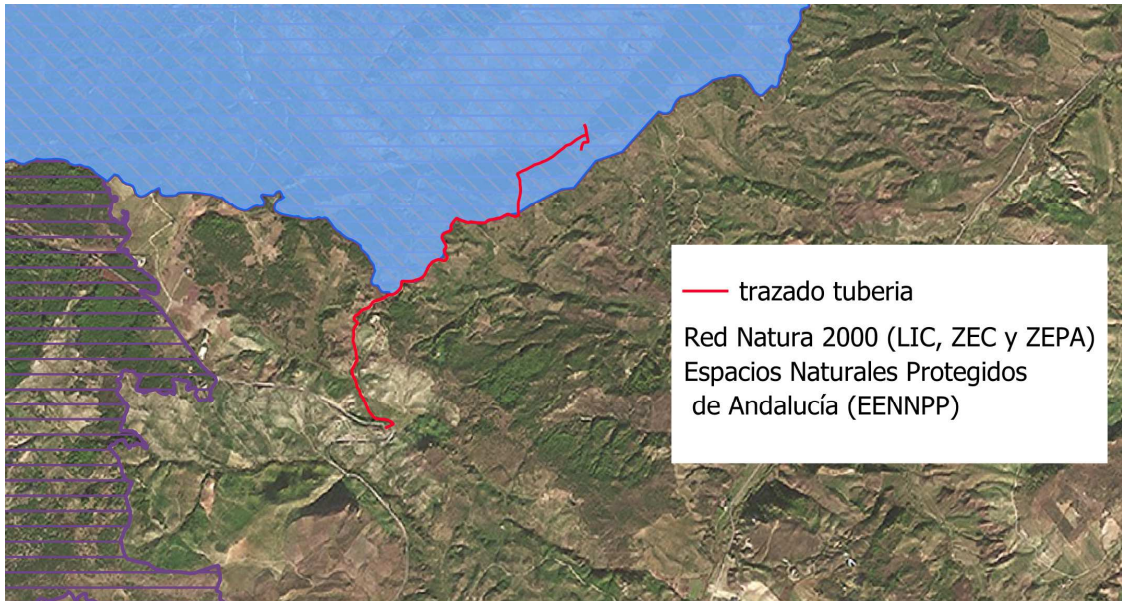 trazado tuberia
Red Natura 2000 (LIC, ZEC y ZEPA)
Espacios Naturales Protegidos
de Andalucía (EENNPP)